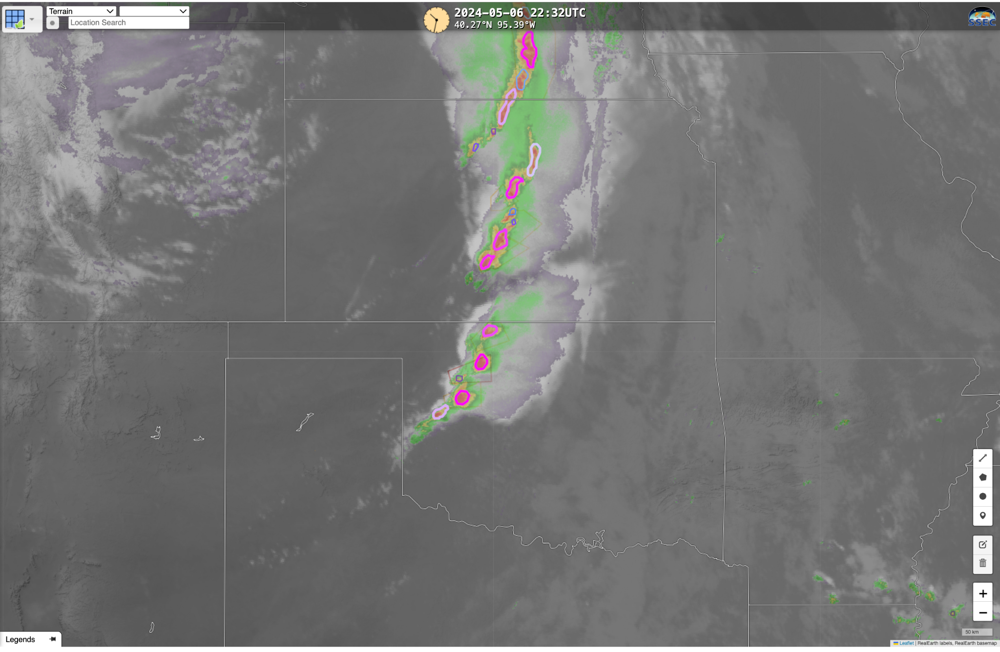 Terrain
Location Search
2024-05-06 22:32UTC
40.27°N 95.39°W
SSEC
+
−
50 km
Legends
Leaflet | RealEarth labels, RealEarth basemap